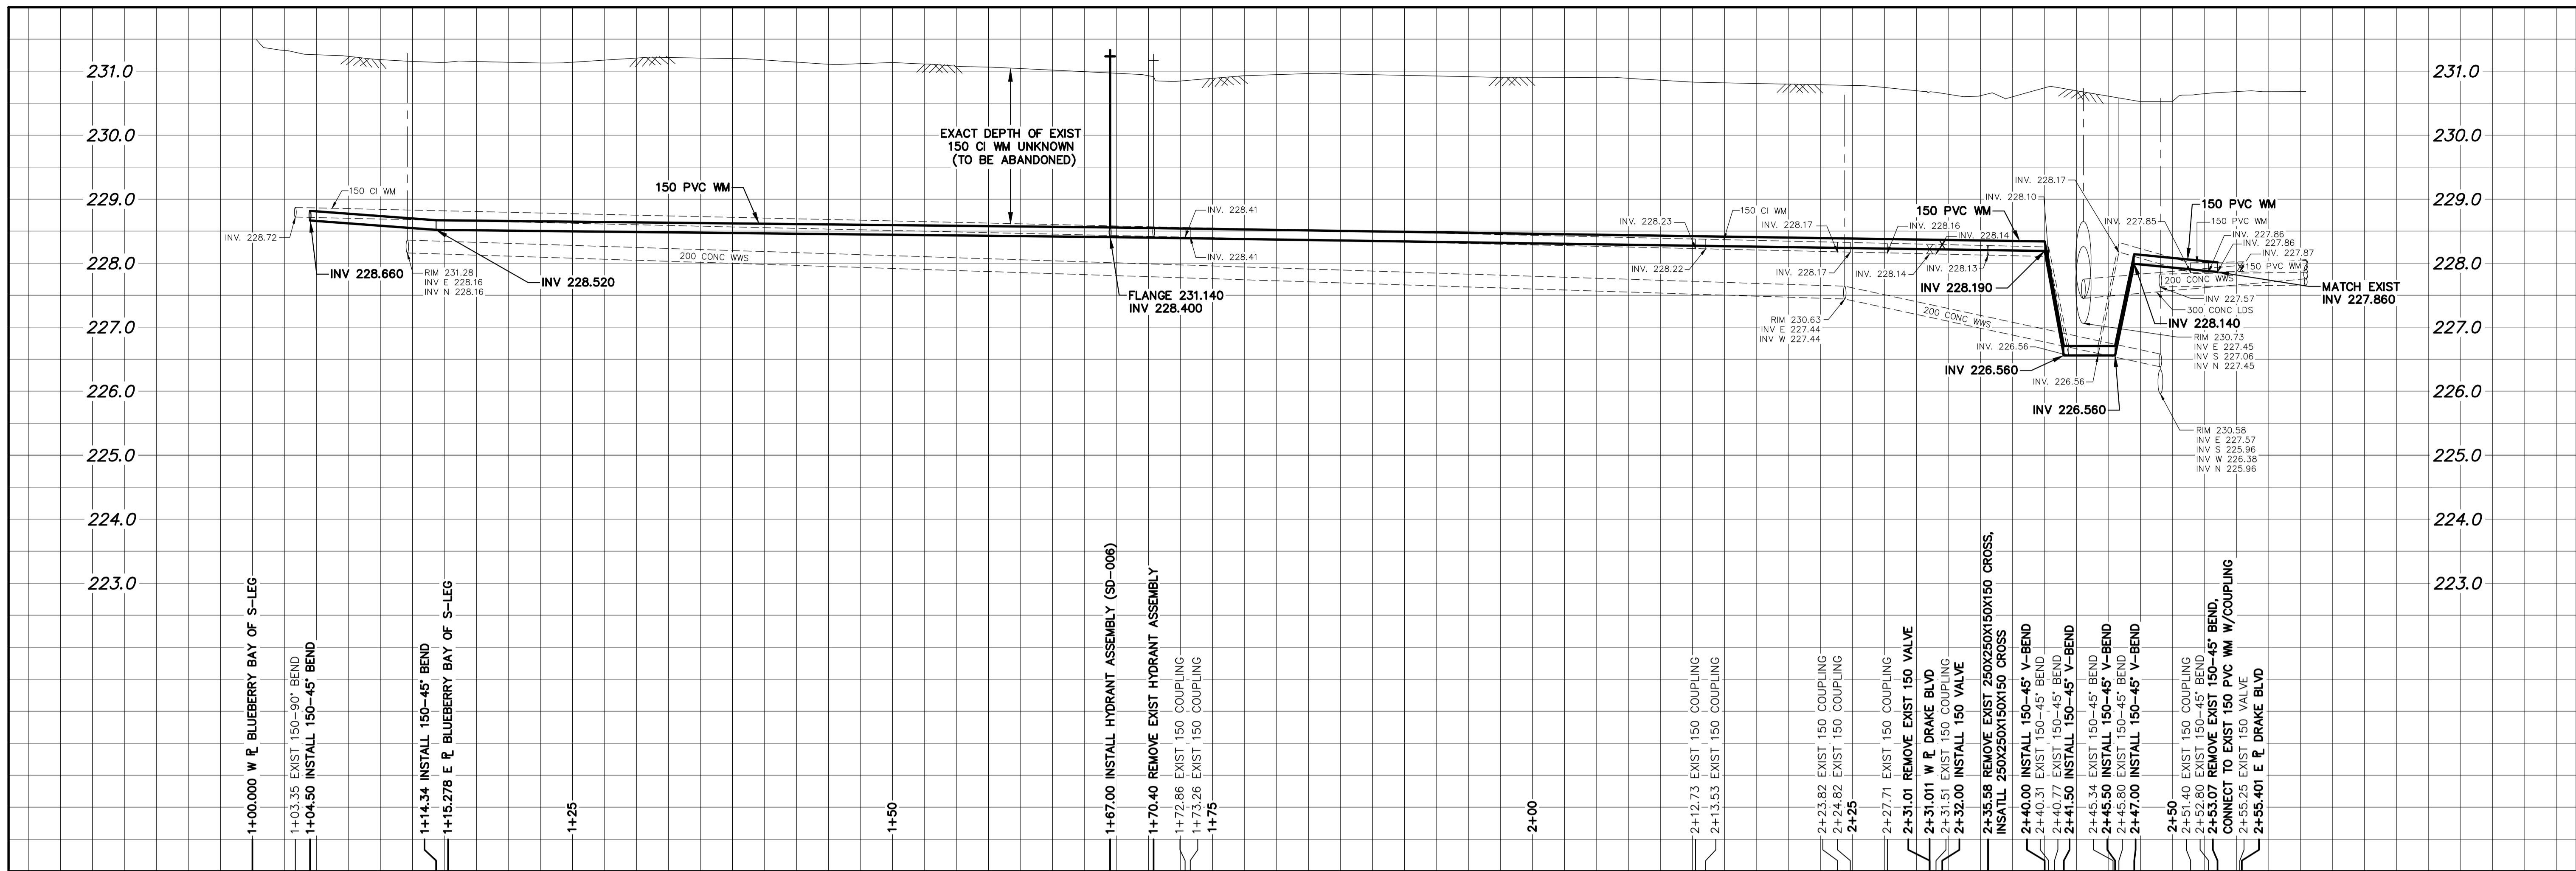 231.0
230.0
229.0
228.0
227.0
226.0
225.0
224.0
223.0
231.0
230.0
229.0
228.0
227.0
226.0
225.0
224.0
223.0
150 CI WM
INV. 228.72
INV 228.660
RIM 231.28
INV E 228.16
INV N 228.16
INV 228.520
150 PVC WM
200 CONC WWS
EXACT DEPTH OF EXIST
150 CI WM UNKNOWN
(TO BE ABANDONED)
FLANGE 231.140
INV 228.400
INV. 228.41
INV. 228.41
INV. 228.23
INV. 228.22
150 CI WM
INV. 228.17
INV. 228.17
INV. 228.16
INV. 228.14
INV. 228.14
INV. 228.13
RIM 230.63
INV E 227.44
INV W 227.44
200 CONC WWS
150 PVC WM
INV. 228.10
INV. 228.17
INV 228.190
INV. 226.56
INV 226.560
INV. 226.56
INV 226.560
INV. 227.85
150 PVC WM
150 PVC WM
INV. 227.86
INV. 227.86
INV. 227.87
150 PVC WM
200 CONC WWS
INV 227.57
300 CONC LDS
INV 228.140
MATCH EXIST
INV 227.860
RIM 230.73
INV E 227.45
INV S 227.06
INV N 227.45
RIM 230.58
INV E 227.57
INV S 225.96
INV W 226.38
INV N 225.96
1+00.000 W PL BLUEBERRY BAY OF S-LEG
1+03.35 EXIST 150-90° BEND
1+04.50 INSTALL 150-45° BEND
1+14.34 INSTALL 150-45° BEND
1+15.278 E PL BLUEBERRY BAY OF S-LEG
1+25
1+50
1+67.00 INSTALL HYDRANT ASSEMBLY (SD-006)
1+70.40 REMOVE EXIST HYDRANT ASSEMBLY
1+72.86 EXIST 150 COUPLING
1+73.26 EXIST 150 COUPLING
1+75
2+00
2+12.73 EXIST 150 COUPLING
2+13.53 EXIST 150 COUPLING
2+23.82 EXIST 150 COUPLING
2+24.82 EXIST 150 COUPLING
2+25
2+27.71 EXIST 150 COUPLING
2+31.01 REMOVE EXIST 150 VALVE
2+31.011 W PL DRAKE BLVD
2+31.51 EXIST 150 COUPLING
2+32.00 INSTALL 150 VALVE
2+35.58 REMOVE EXIST 250X250X150X150 CROSS,
INSATLL 250X250X150X150 CROSS
2+40.00 INSTALL 150-45° V-BEND
2+40.31 EXIST 150-45° BEND
2+40.77 EXIST 150-45° BEND
2+41.50 INSTALL 150-45° V-BEND
2+45.34 EXIST 150-45° BEND
2+45.50 INSTALL 150-45° V-BEND
2+45.80 EXIST 150-45° BEND
2+47.00 INSTALL 150-45° V-BEND
2+50
2+51.40 EXIST 150 COUPLING
2+52.80 EXIST 150-45° BEND
2+53.07 REMOVE EXIST 150-45° BEND,
CONNECT TO EXIST 150 PVC WM W/COUPLING
2+55.25 EXIST 150 VALVE
2+55.401 E PL DRAKE BLVD